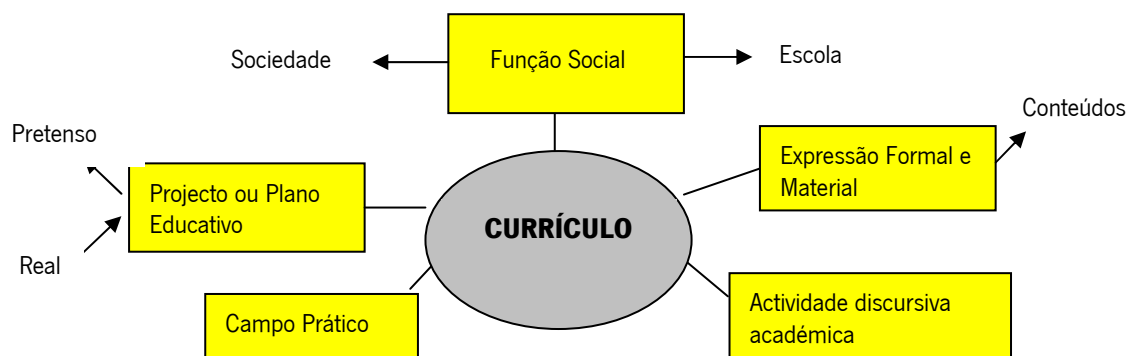 Sociedade
Função Social
Escola
Conteúdos
Pretenso
Expressão Formal e
Material
Projecto ou Plano
Educativo
CURRÍCULO
Real
Campo Prático
Actividade discursiva
académica